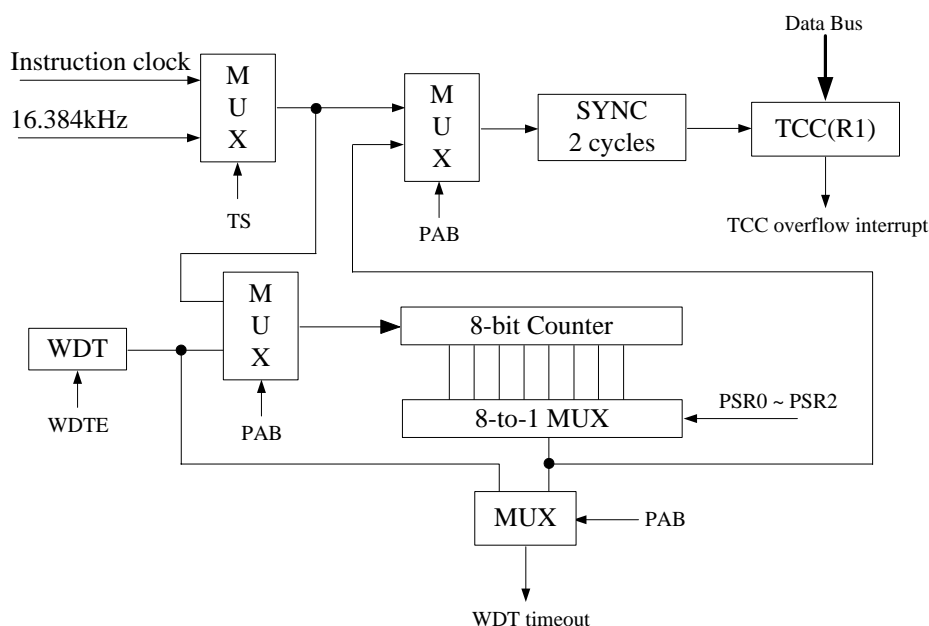 Data Bus
Instruction clock
16.384kHz
M
U
X
TS
M
U
X
PAB
SYNC
2 cycles
TCC(R1)
TCC overflow interrupt
WDT
WDTE
M
U
X
PAB
8-bit Counter
8-to-1 MUX
PSR0 ~ PSR2
MUX
PAB
WDT timeout